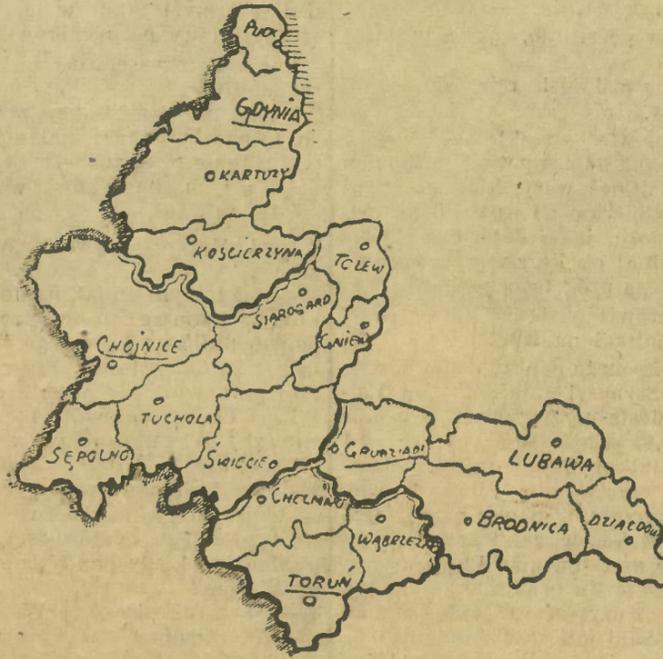 PUCK
GDYNIA
KARTUZY
KOŚCIERZYNA
TCZEW
STAROGARD
GNIEW
CHOJNICE
TUCHOLA
SĘPOLNO
ŚWIECIE
GRUDZIĄDZ
LUBAWA
CHEŁMNO
WĄBRZEŹNO
BRODNICA
DZIAŁDOWO
TORUŃ